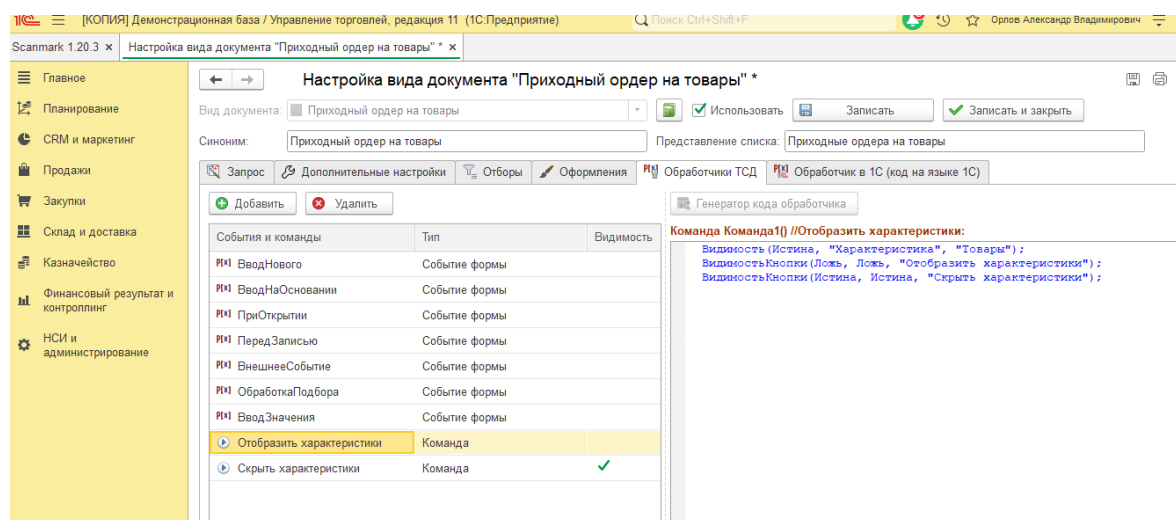 [КОПИЯ] Демонстрационная база / Управление торговлей, редакция 11 (1С:Предприятие) Поиск Ctrl+Shift+F Орлов Александр Владимирович
Scanmark 1.20.3 × Настройка вида документа "Приходный ордер на товары" * ×
Главное
Планирование
CRM и маркетинг
Продажи
Закупки
Склад и доставка
Казначейство
Финансовый результат и
контроллинг
НСИ и
администрирование
Настройка вида документа "Приходный ордер на товары" *
Вид документа: Приходный ордер на товары Использовать Записать Записать и закрыть
Синоним: Приходный ордер на товары Представление списка: Приходные ордера на товары
Запрос Дополнительные настройки Отборы Оформления Обработчики ТСД Обработчик в 1С (код на языке 1С)
Добавить Удалить Генератор кода обработчика
События и команды Тип Видимость
ВводНового Событие формы
ВводНаОсновании Событие формы
ПриОткрытии Событие формы
ПередЗаписью Событие формы
ВнешнееСобытие Событие формы
ОбработкаПодбора Событие формы
ВводЗначения Событие формы
Отобразить характеристики Команда
Скрыть характеристики Команда
Команда Команда1() //Отобразить характеристики:
Видимость(Истина, "Характеристика", "Товары");
ВидимостьКнопки(Ложь, Ложь, "Отобразить характеристики");
ВидимостьКнопки(Истина, Истина, "Скрыть характеристики");